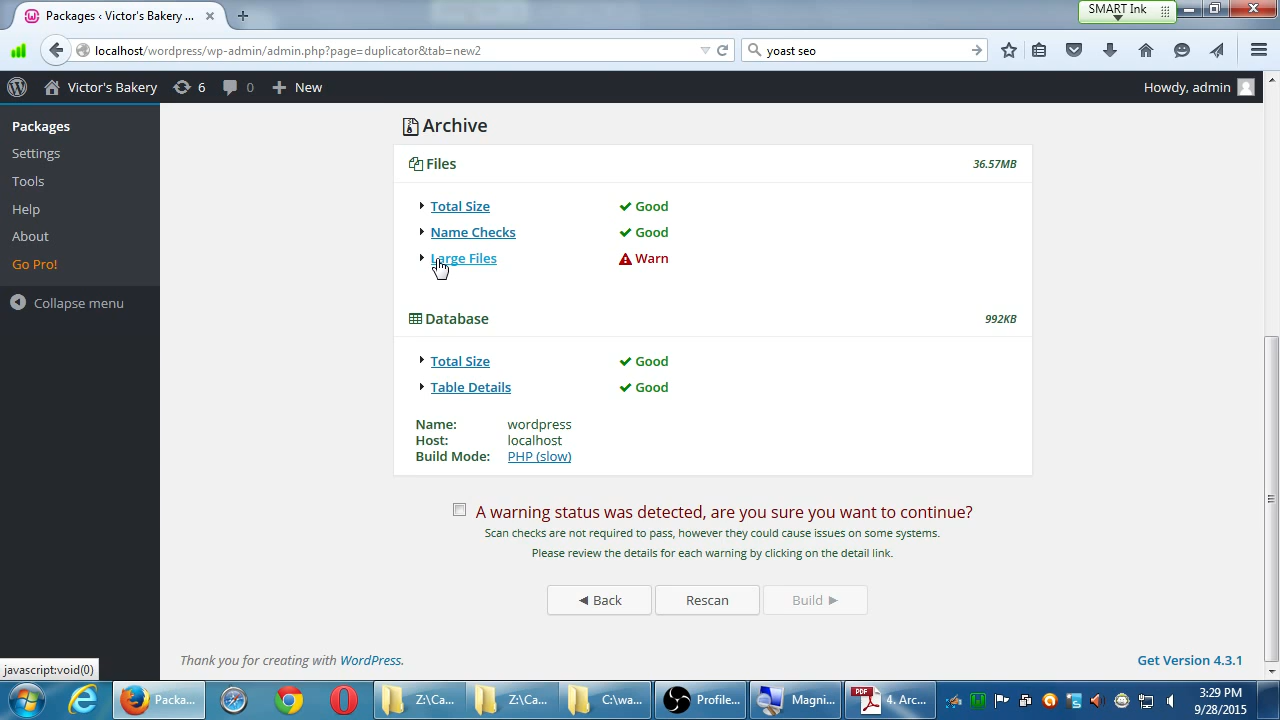 Packages ‹ Victor's Bakery ...
SMART Ink
localhost/wordpress/wp-admin/admin.php?page=duplicator&tab=new2
yoast seo
Victor's Bakery
6
0
New
Howdy, admin
Packages
Settings
Tools
Help
About
Go Pro!
Collapse menu
Archive
Files
36.57MB
Total Size
Good
Name Checks
Good
Large Files
Warn
Database
992KB
Total Size
Good
Table Details
Good
Name: wordpress
Host: localhost
Build Mode: PHP (slow)
A warning status was detected, are you sure you want to continue?
Scan checks are not required to pass, however they could cause issues on some systems.
Please review the details for each warning by clicking on the detail link.
Back
Rescan
Build
Thank you for creating with WordPress.
Get Version 4.3.1
javascript:void(0)
Packa...
Z:\Ca...
Z:\Ca...
C:\wa...
Profile...
Magni...
PDF
4. Arc...
3:29 PM
9/28/2015